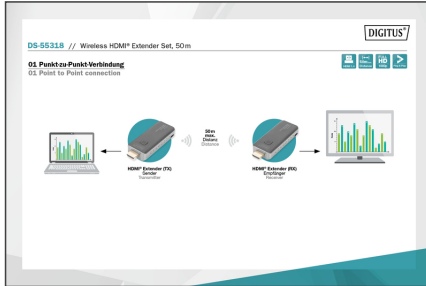 DIGITUS®
DS-55318 // Wireless HDMI® Extender Set, 50m
01 Punkt-zu-Punkt-Verbindung
01 Point to Point connection
HD
50m
max.
Distanz
Distance
HDMI® Extender (TX)
Sender
Transmitter
HDMI® Extender (RX)
Empfänger
Receiver